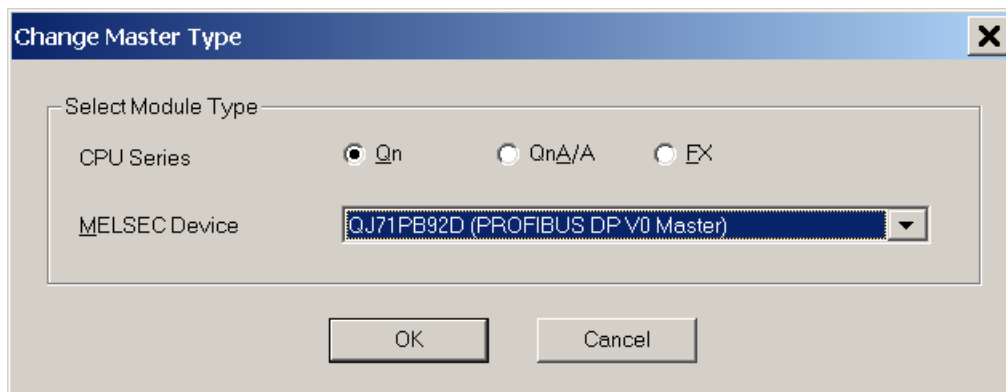 Change Master Type
Select Module Type
CPU Series Qn QnA/A FX
MELSEC Device QJ71PB92D (PROFIBUS DP V0 Master)
OK Cancel